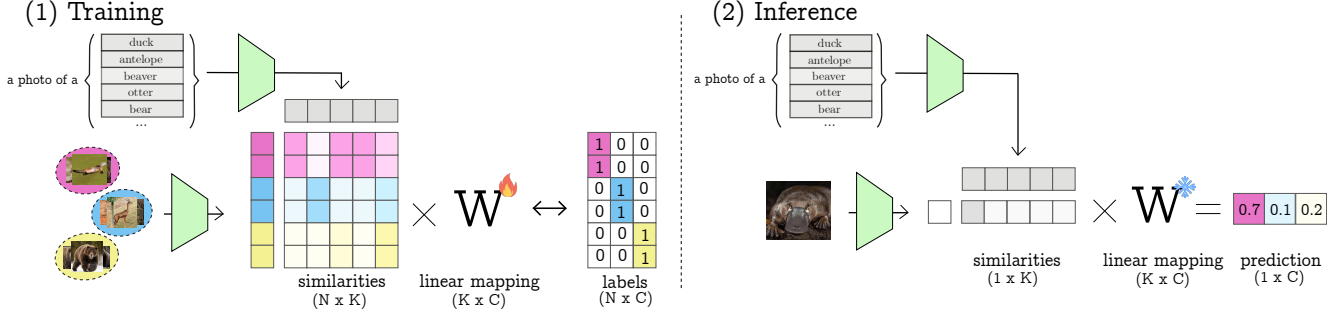 (1) Training
duck
antelope
a photo of a
beaver
otter
bear
...
1 0 0
1 0 0
0 1 0
0 1 0
0 0 1
0 0 1
× W ↔
similarities
(N x K)
linear mapping
(K x C)
labels
(N x C)
(2) Inference
duck
antelope
a photo of a
beaver
otter
bear
...
× W =
0.7 0.1 0.2
similarities
(1 x K)
linear mapping
(K x C)
prediction
(1 x C)